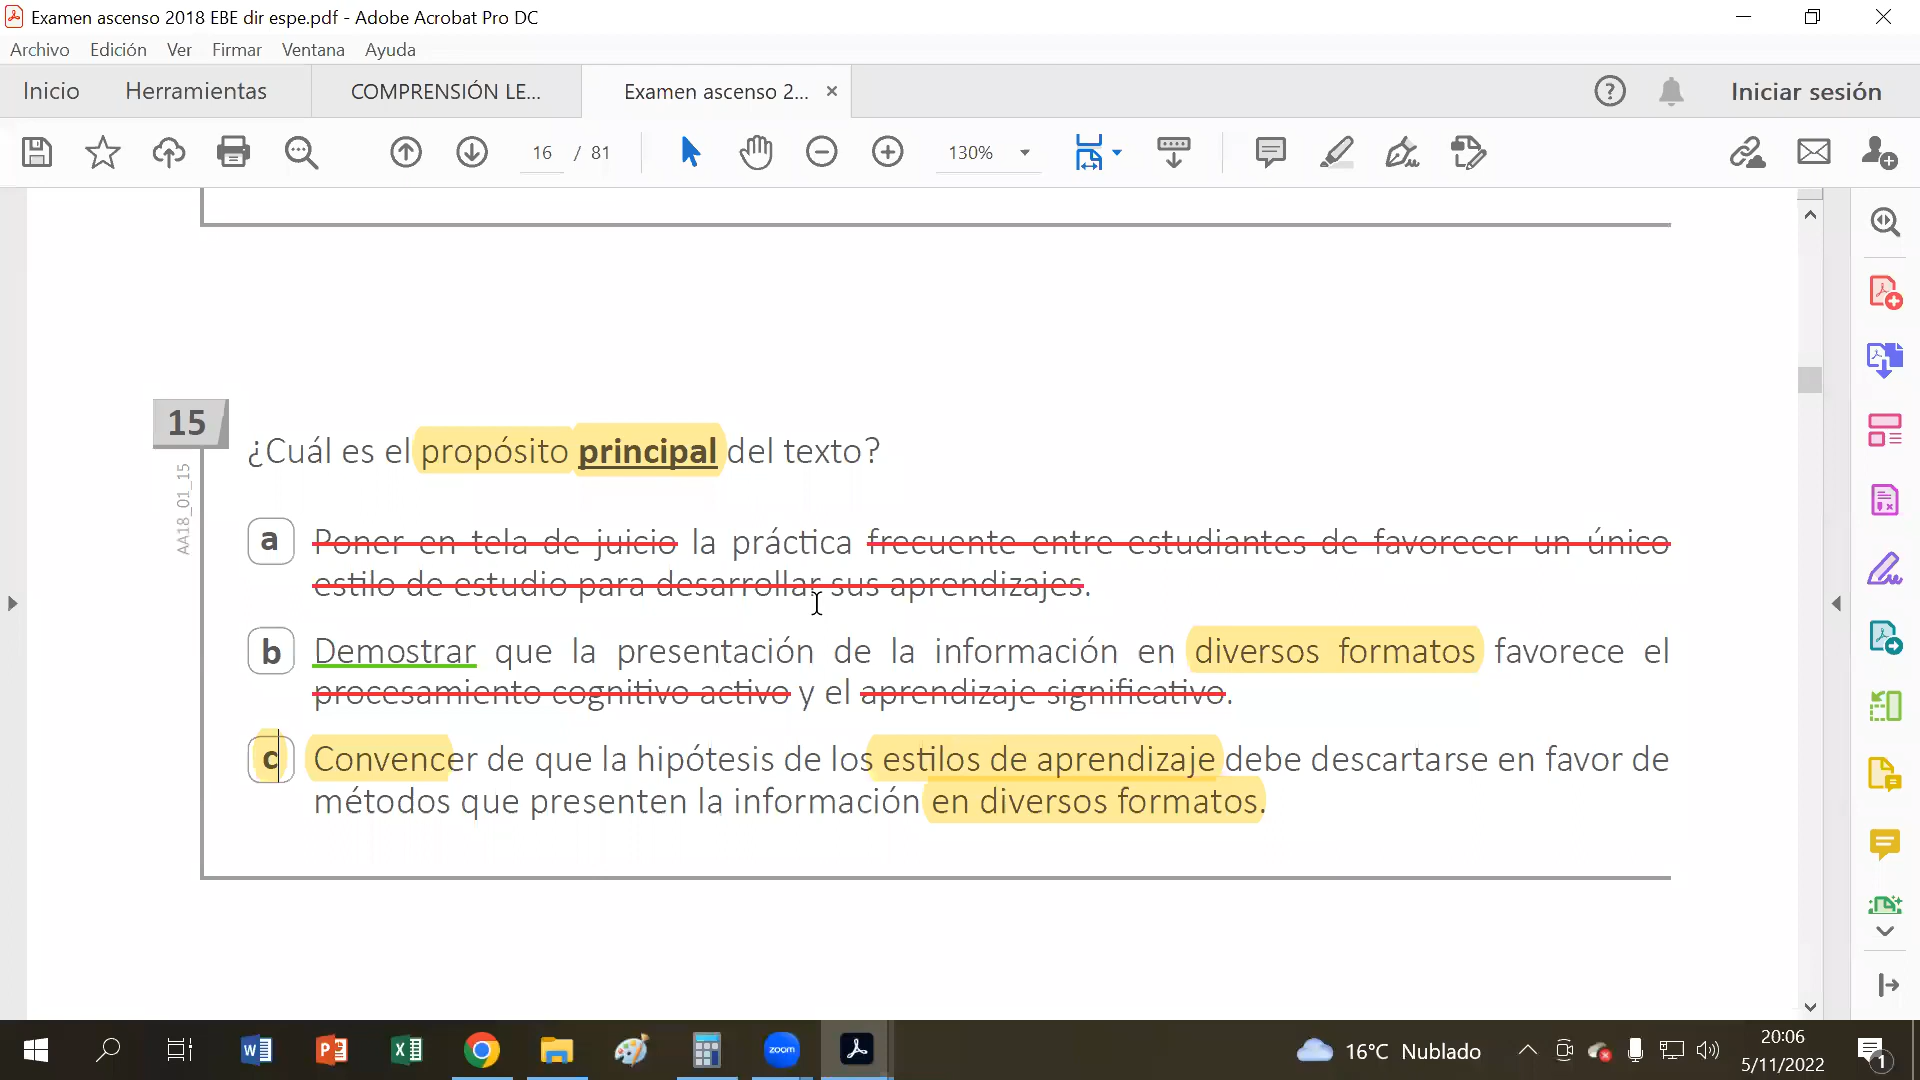 Examen ascenso 2018 EBE dir espe.pdf - Adobe Acrobat Pro DC
Archivo Edición Ver Firmar Ventana Ayuda
Inicio Herramientas COMPRENSIÓN LE... Examen ascenso 2... × Iniciar sesión
16 / 81 130%
15
AA18_01_15
¿Cuál es el propósito principal del texto?
a Poner en tela de juicio la práctica frecuente entre estudiantes de favorecer un único
estilo de estudio para desarrollar sus aprendizajes.
b Demostrar que la presentación de la información en diversos formatos favorece el
procesamiento cognitivo activo y el aprendizaje significativo.
c Convencer de que la hipótesis de los estilos de aprendizaje debe descartarse en favor de
métodos que presenten la información en diversos formatos.
zoom
16°C Nublado
20:06
5/11/2022
1